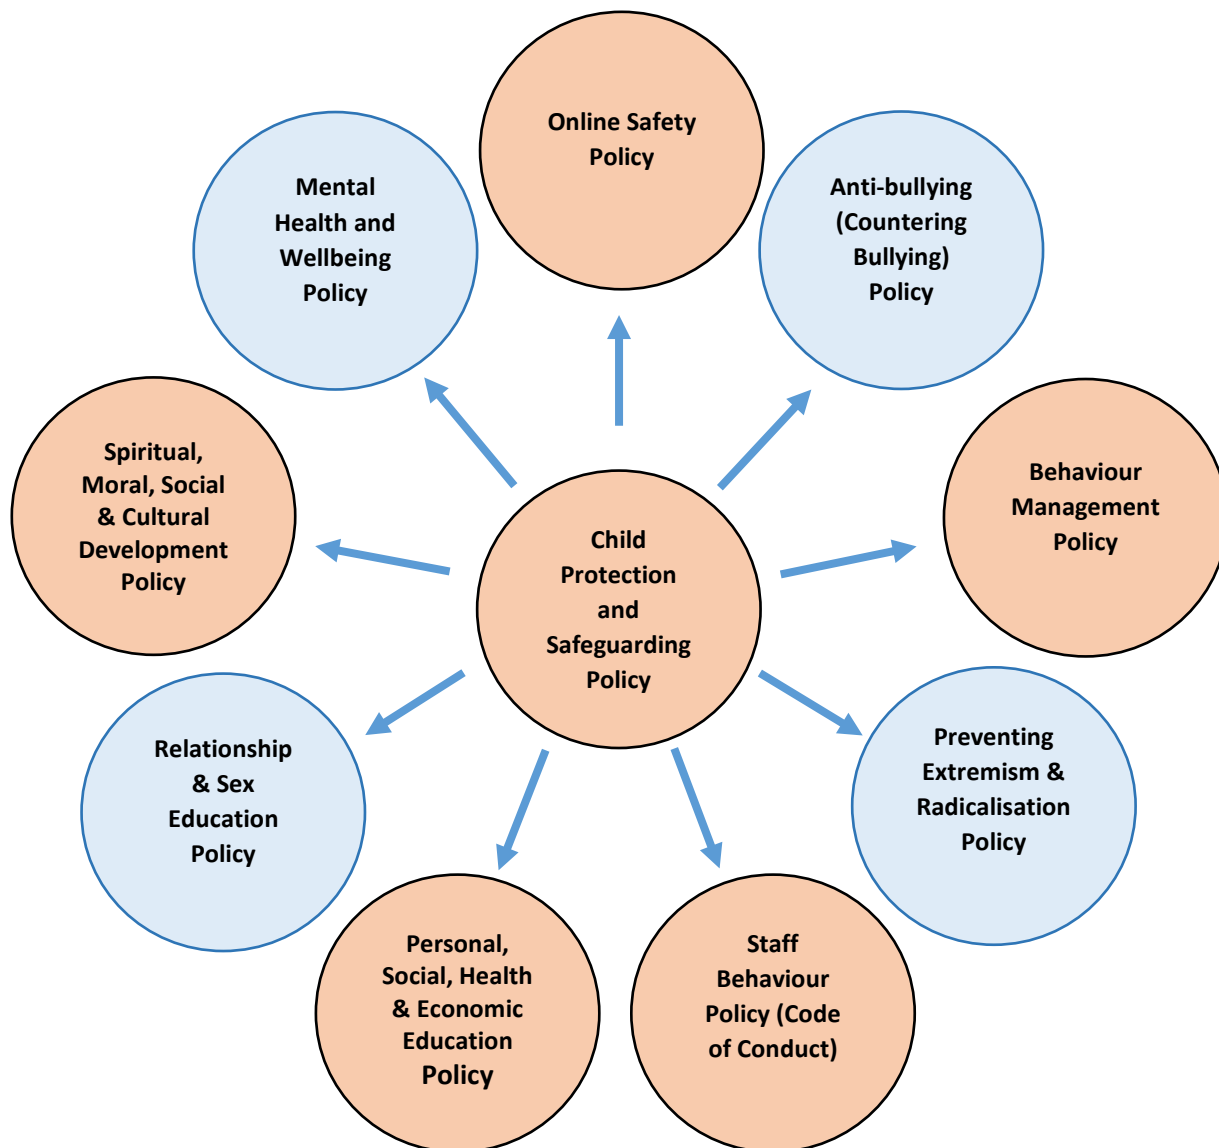 Online Safety
Policy
Mental
Health and
Wellbeing
Policy
Anti-bullying
(Countering
Bullying)
Policy
Spiritual,
Moral, Social
& Cultural
Development
Policy
Behaviour
Management
Policy
Child
Protection
and
Safeguarding
Policy
Relationship
& Sex
Education
Policy
Preventing
Extremism &
Radicalisation
Policy
Personal,
Social, Health
& Economic
Education
Policy
Staff
Behaviour
Policy (Code
of Conduct)